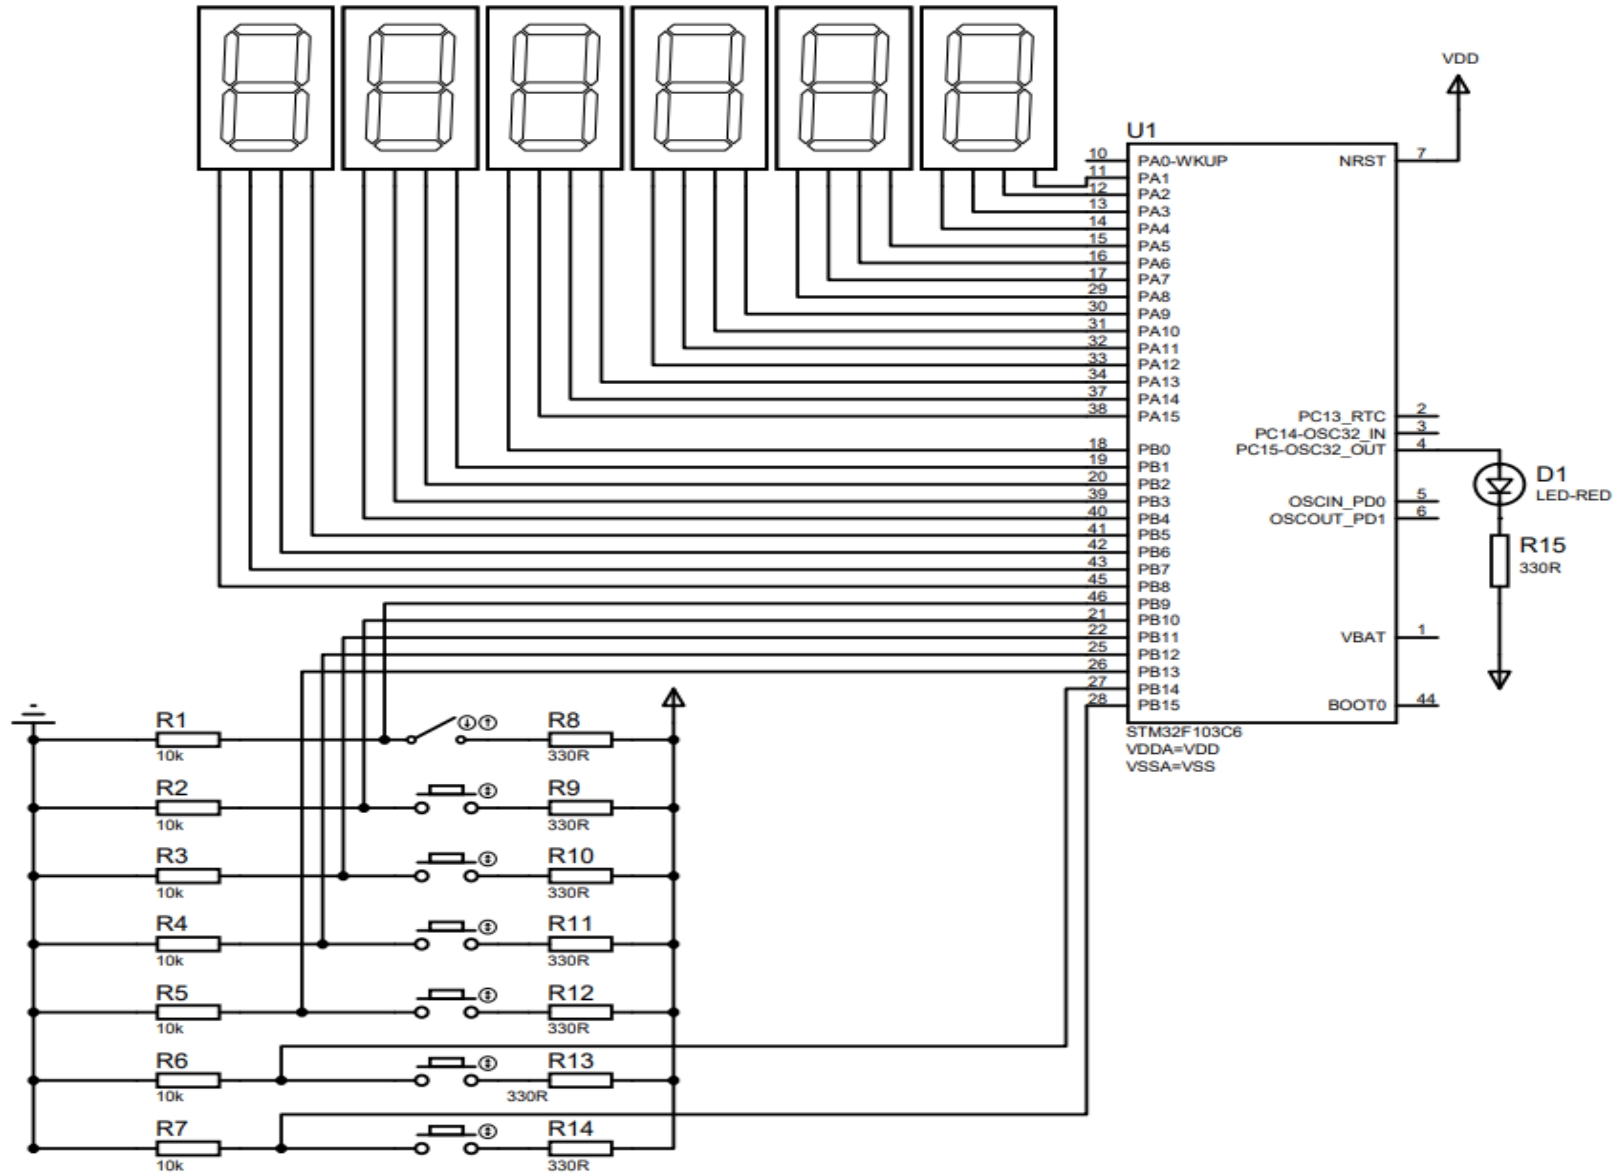 VDD
U1
10 PA0-WKUP NRST 7
11 PA1
12 PA2
13 PA3
14 PA4
15 PA5
16 PA6
17 PA7
29 PA8
30 PA9
31 PA10
32 PA11
33 PA12
34 PA13
37 PA14
38 PA15 PC13_RTC 2
PC14-OSC32_IN 3
18 PB0 PC15-OSC32_OUT 4
19 PB1
20 PB2
39 PB3 OSCIN_PD0 5
40 PB4 OSCOUT_PD1 6
41 PB5
42 PB6
43 PB7
45 PB8
46 PB9
21 PB10
22 PB11 VBAT 1
25 PB12
26 PB13
27 PB14
28 PB15 BOOT0 44
STM32F103C6
VDDA=VDD
VSSA=VSS
D1
LED-RED
R15
330R
R1 R8
10k 330R
R2 R9
10k 330R
R3 R10
10k 330R
R4 R11
10k 330R
R5 R12
10k 330R
R6 R13
10k 330R
R7 R14
10k 330R